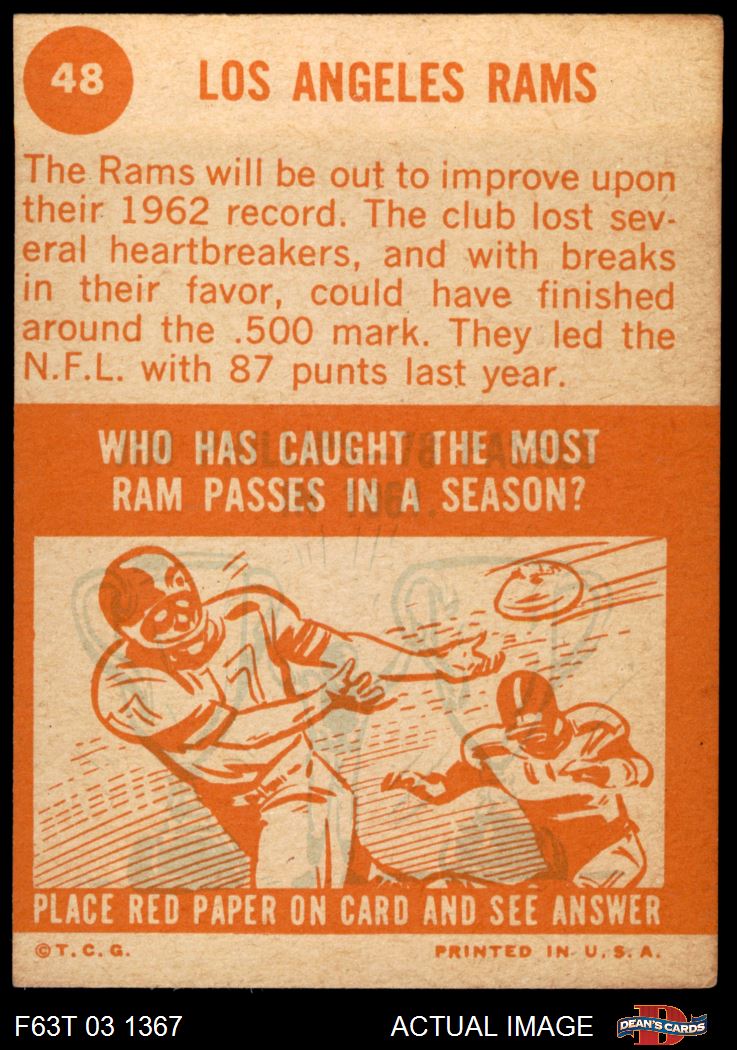 48
LOS ANGELES RAMS
The Rams will be out to improve upon
their 1962 record. The club lost sev-
eral heartbreakers, and with breaks
in their favor, could have finished
around the .500 mark. They led the
N.F.L. with 87 punts last year.
WHO HAS CAUGHT THE MOST
RAM PASSES IN A SEASON?
PLACE RED PAPER ON CARD AND SEE ANSWER
© T. C. G.
PRINTED IN U. S. A.
F63T 03 1367
ACTUAL IMAGE
D
DEAN'S CARDS